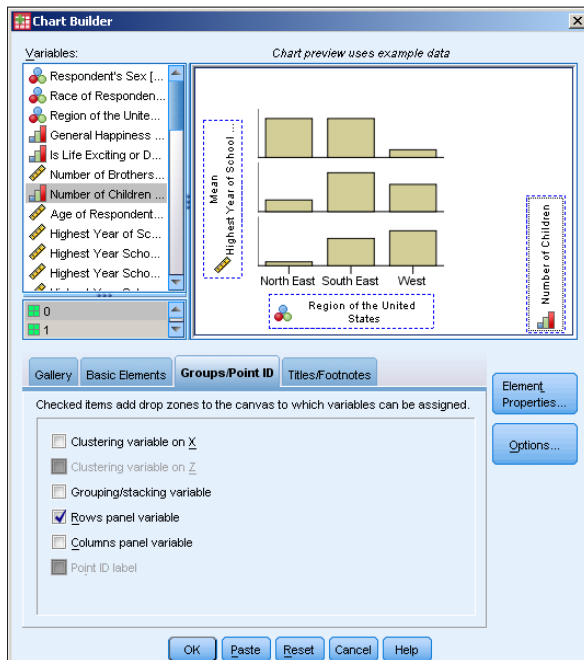 Chart Builder
Variables:
Chart preview uses example data
Respondent's Sex [...
Race of Responden...
Region of the Unite...
General Happiness ...
Is Life Exciting or D...
Number of Brothers...
Number of Children ...
Age of Respondent...
Highest Year of Sc...
Highest Year Scho...
Highest Year Scho...
0
1
Mean
Highest Year of School ...
North East South East West
Region of the United
States
Number of Children
Gallery Basic Elements Groups/Point ID Titles/Footnotes
Checked items add drop zones to the canvas to which variables can be assigned.
Clustering variable on X
Clustering variable on Z
Grouping/stacking variable
Rows panel variable
Columns panel variable
Point ID label
Element
Properties...
Options...
OK Paste Reset Cancel Help